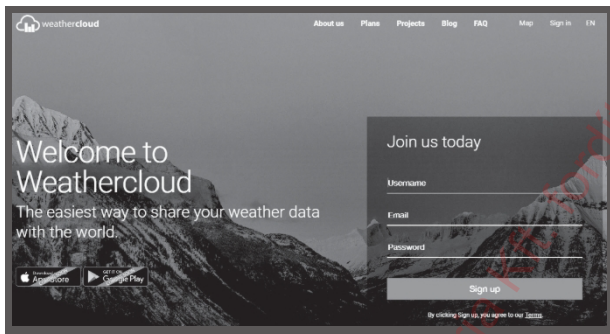 weathercloud
About us Plans Projects Blog FAQ Map Sign in EN
Welcome to
Weathercloud
The easiest way to share your weather data
with the world.
App Store
GET IT ON
Google Play
Join us today
Username
Email
Password
Sign up
By clicking Sign up, you agree to our Terms.